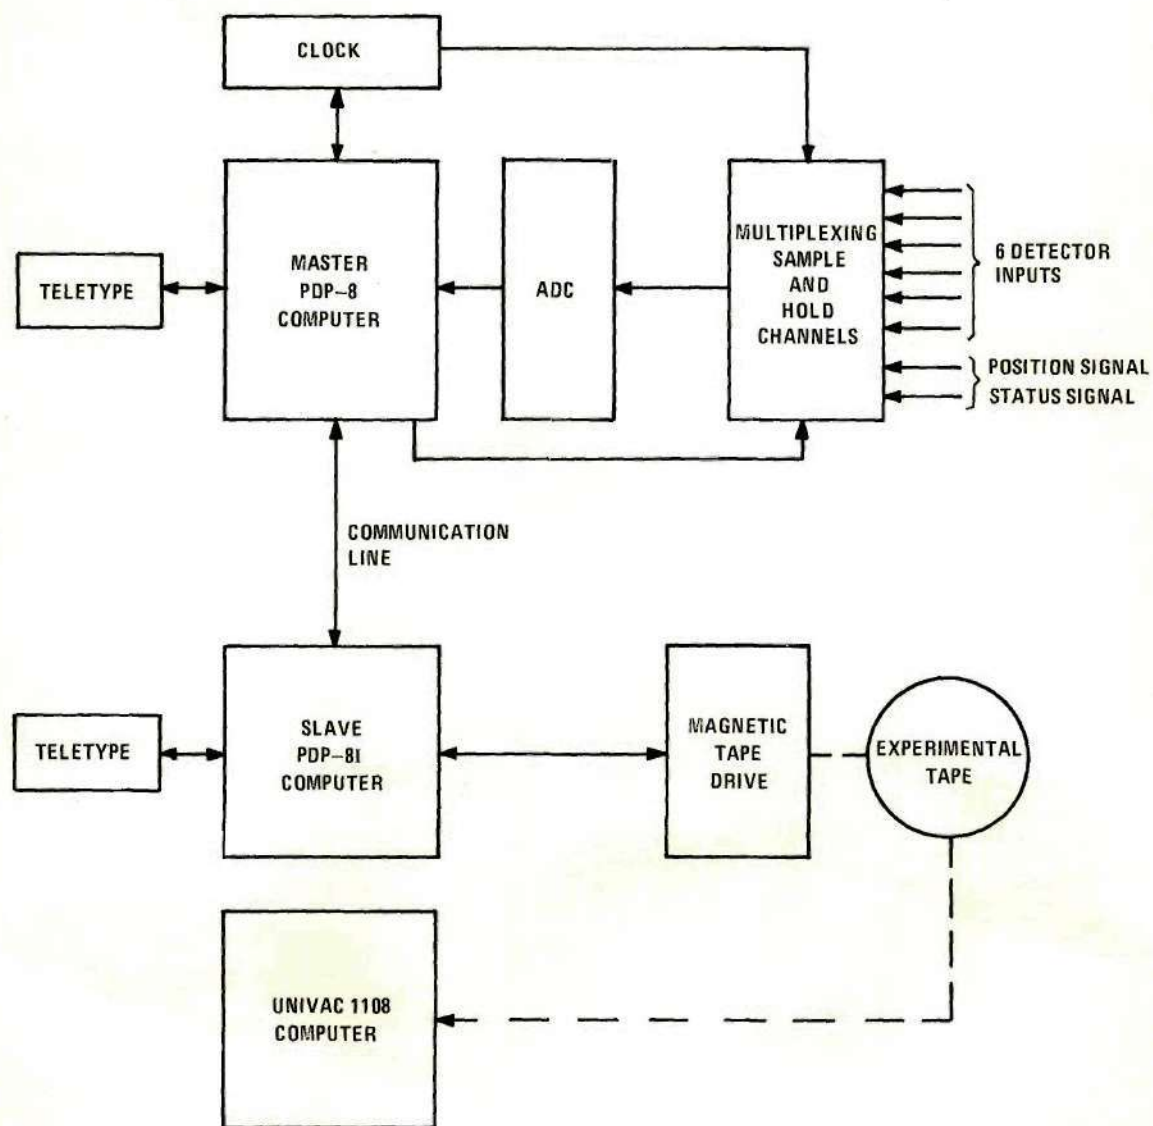 CLOCK
MASTER
PDP-8
COMPUTER
TELETYPE
ADC
MULTIPLEXING
SAMPLE
AND
HOLD
CHANNELS
6 DETECTOR
INPUTS
POSITION SIGNAL
STATUS SIGNAL
COMMUNICATION
LINE
TELETYPE
SLAVE
PDP-8I
COMPUTER
MAGNETIC
TAPE
DRIVE
EXPERIMENTAL
TAPE
UNIVAC 1108
COMPUTER